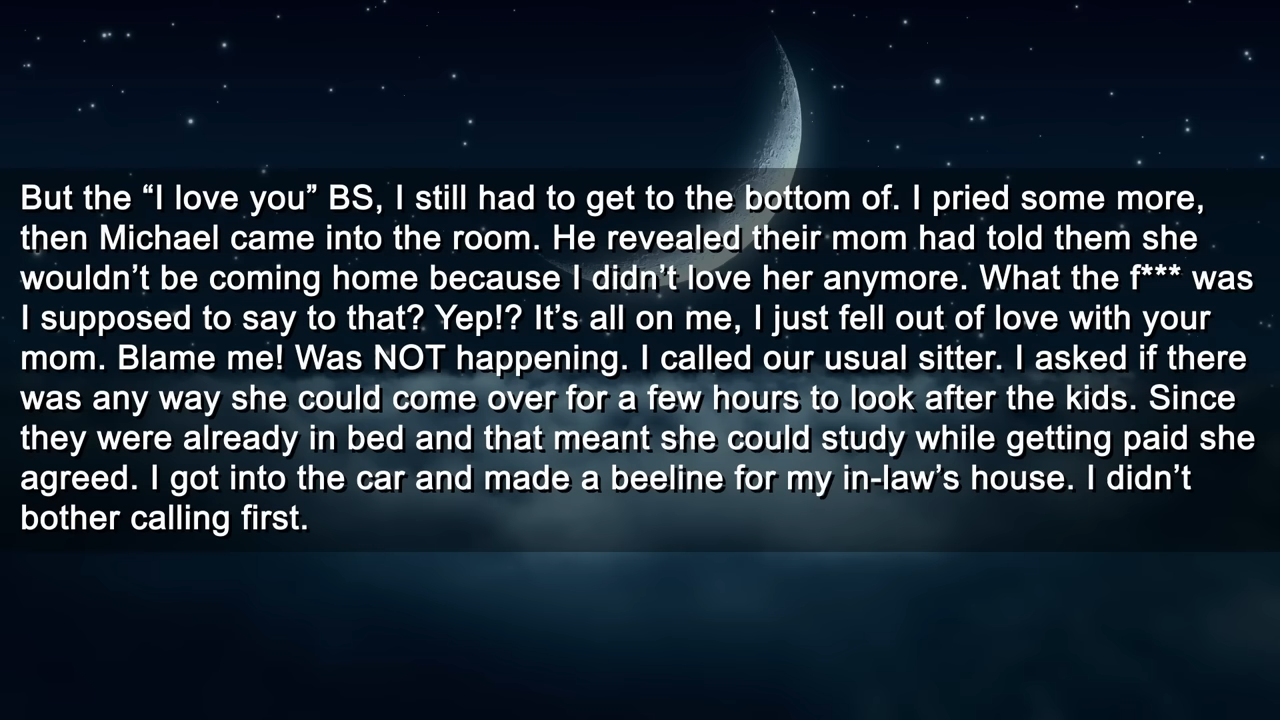 But the “I love you” BS, I still had to get to the bottom of. I pried some more,
then Michael came into the room. He revealed their mom had told them she
wouldn’t be coming home because I didn’t love her anymore. What the f*** was
I supposed to say to that? Yep!? It’s all on me, I just fell out of love with your
mom. Blame me! Was NOT happening. I called our usual sitter. I asked if there
was any way she could come over for a few hours to look after the kids. Since
they were already in bed and that meant she could study while getting paid she
agreed. I got into the car and made a beeline for my in-law’s house. I didn’t
bother calling first.